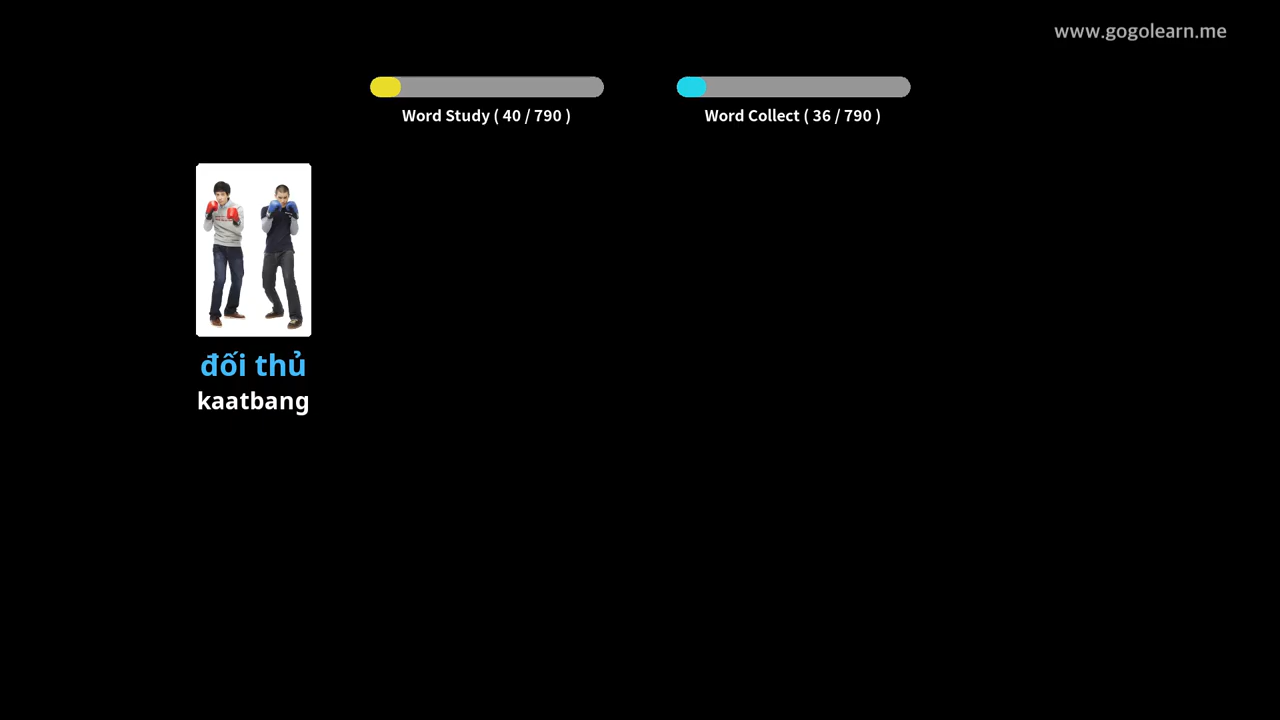 www.gogolearn.me
Word Study ( 40 / 790 )
Word Collect ( 36 / 790 )
đối thủ
kaatbang